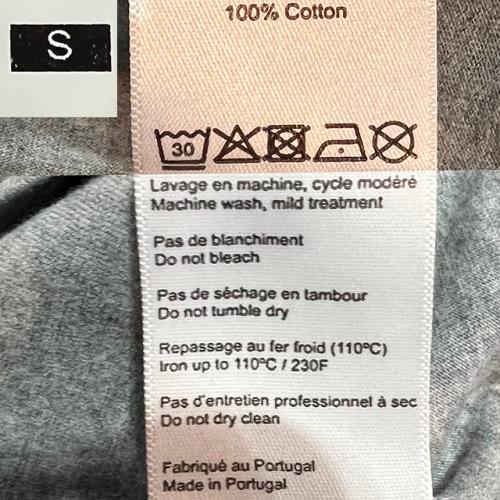 S
100% Cotton
30
Lavage en machine, cycle modéré
Machine wash, mild treatment
Pas de blanchiment
Do not bleach
Pas de séchage en tambour
Do not tumble dry
Repassage au fer froid (110ºC)
Iron up to 110ºC / 230F
Pas d'entretien professionnel à sec
Do not dry clean
Fabriqué au Portugal
Made in Portugal